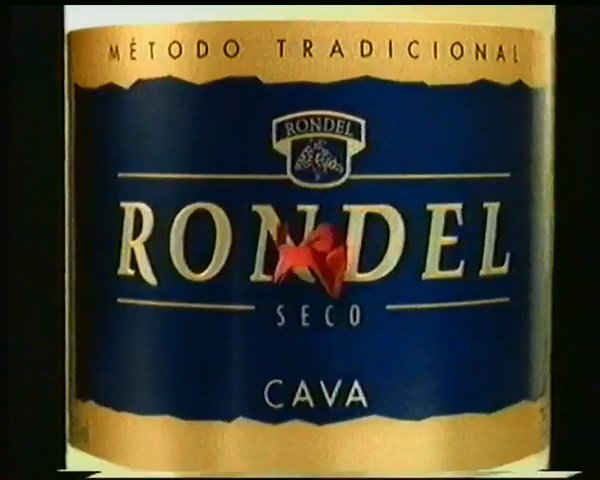 MÉTODO TRADICIONAL
RONDEL
RONDEL
SECO
CAVA